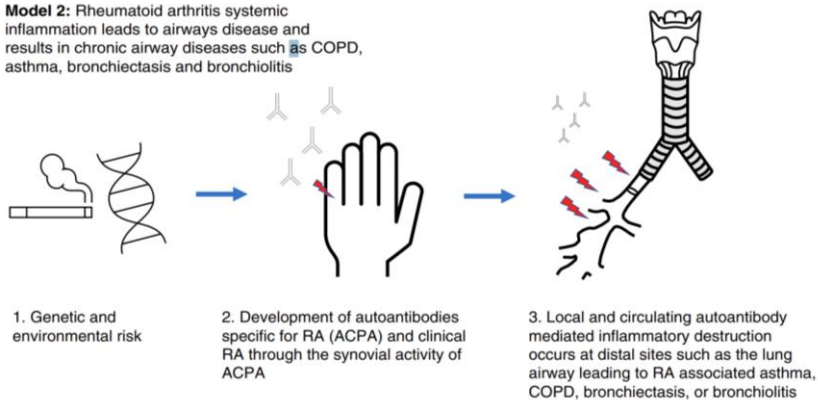 Model 2: Rheumatoid arthritis systemic
inflammation leads to airways disease and
results in chronic airway diseases such as COPD,
asthma, bronchiectasis and bronchiolitis
1. Genetic and
environmental risk
2. Development of autoantibodies
specific for RA (ACPA) and clinical
RA through the synovial activity of
ACPA
3. Local and circulating autoantibody
mediated inflammatory destruction
occurs at distal sites such as the lung
airway leading to RA associated asthma,
COPD, bronchiectasis, or bronchiolitis